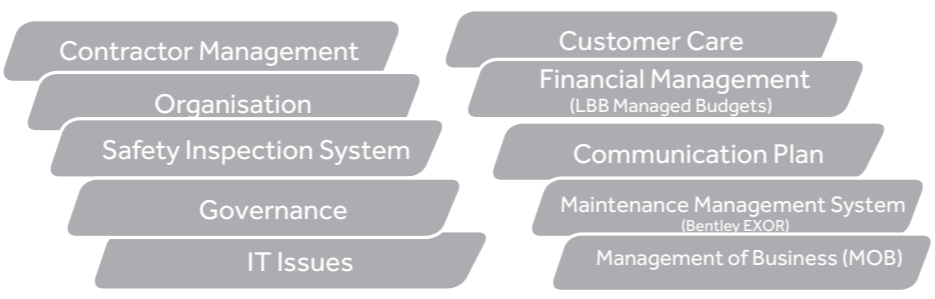 Contractor Management
Organisation
Safety Inspection System
Governance
IT Issues
Customer Care
Financial Management
(LBB Managed Budgets)
Communication Plan
Maintenance Management System
(Bentley EXOR)
Management of Business (MOB)